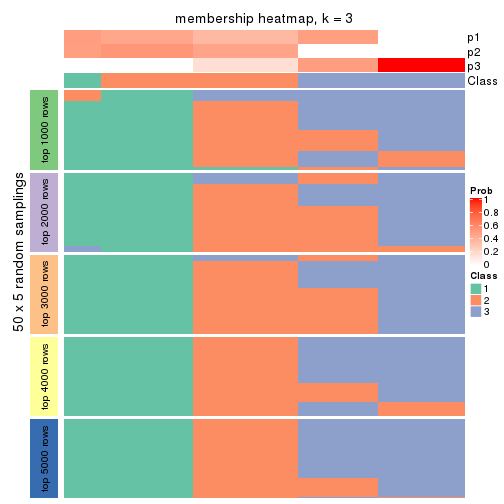 membership heatmap, k = 3
p1
p2
p3
Class
50 x 5 random samplings
top 1000 rows
top 2000 rows
top 3000 rows
top 4000 rows
top 5000 rows
Prob
1
0.8
0.6
0.4
0.2
0
Class
1
2
3